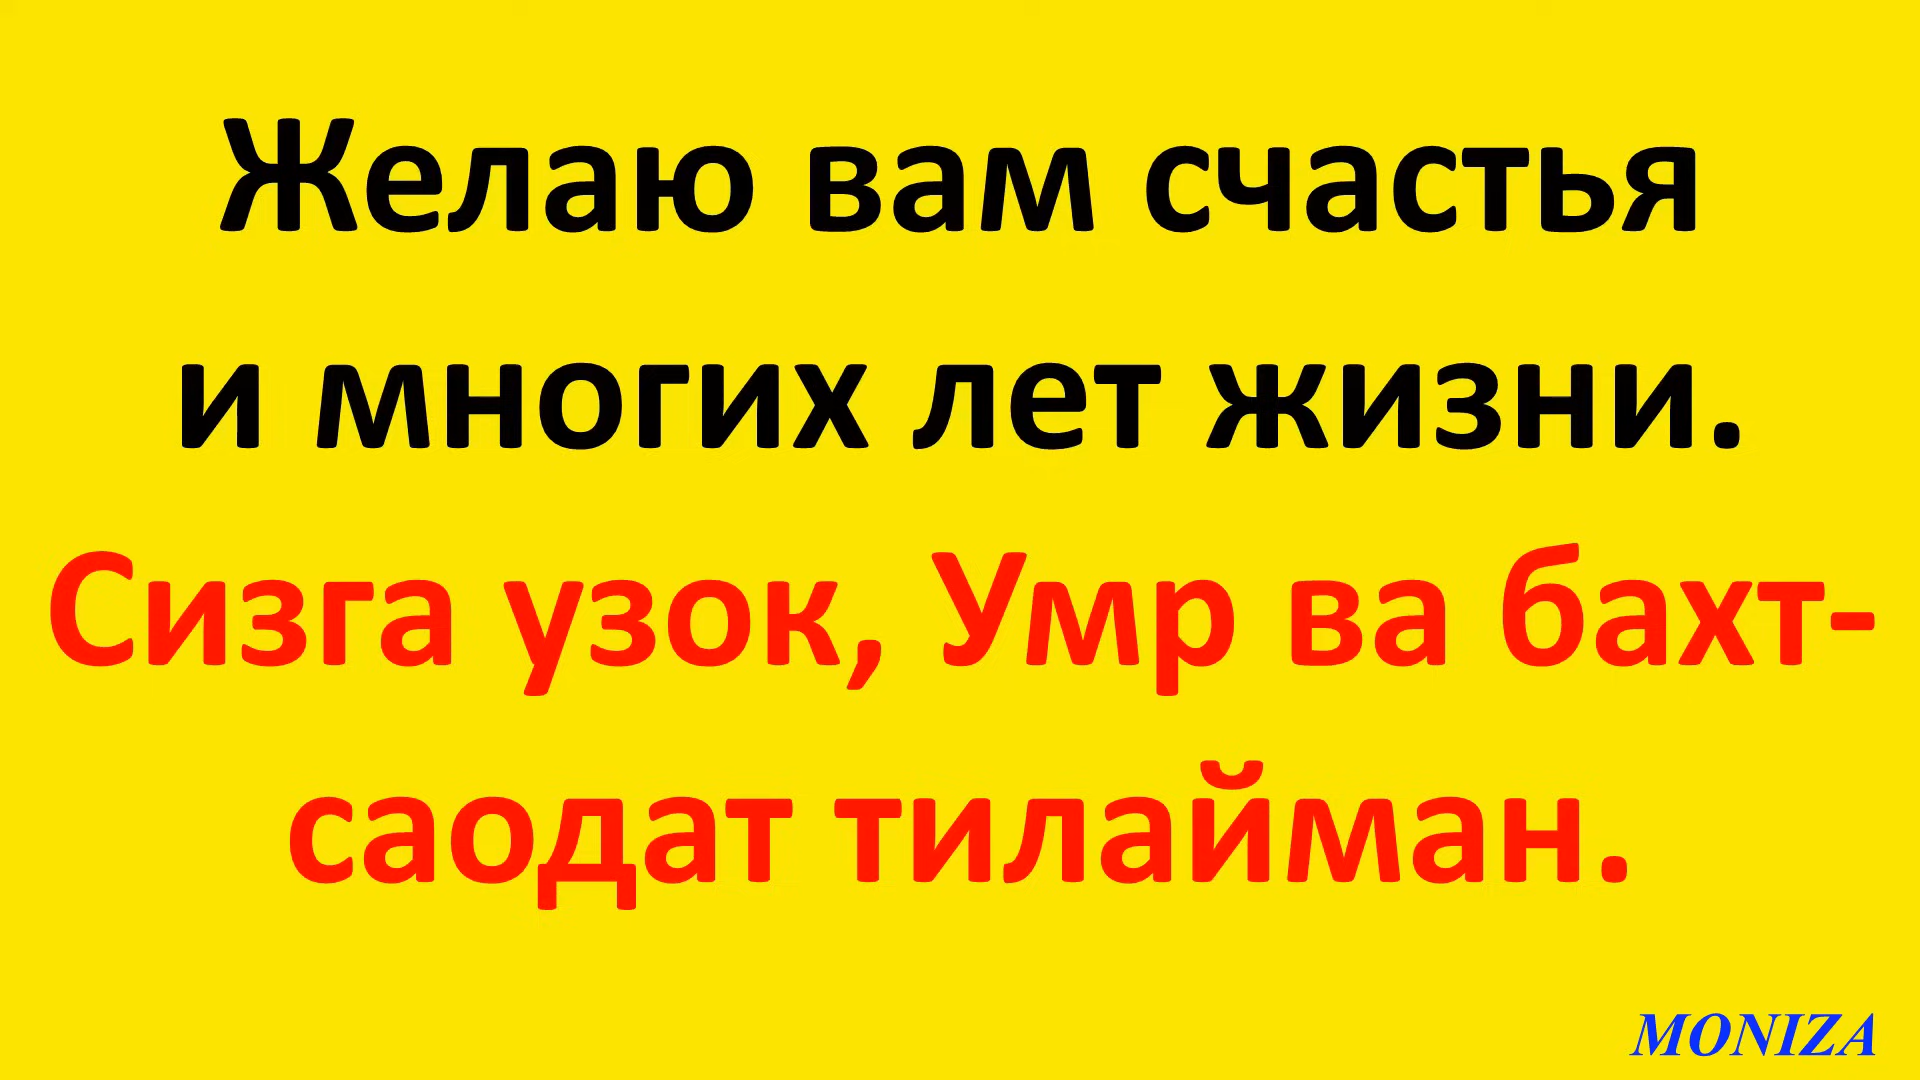 Желаю вам счастья
и многих лет жизни.
Сизга узок, Умр ва бахт-
саодат тилайман.
MONIZA